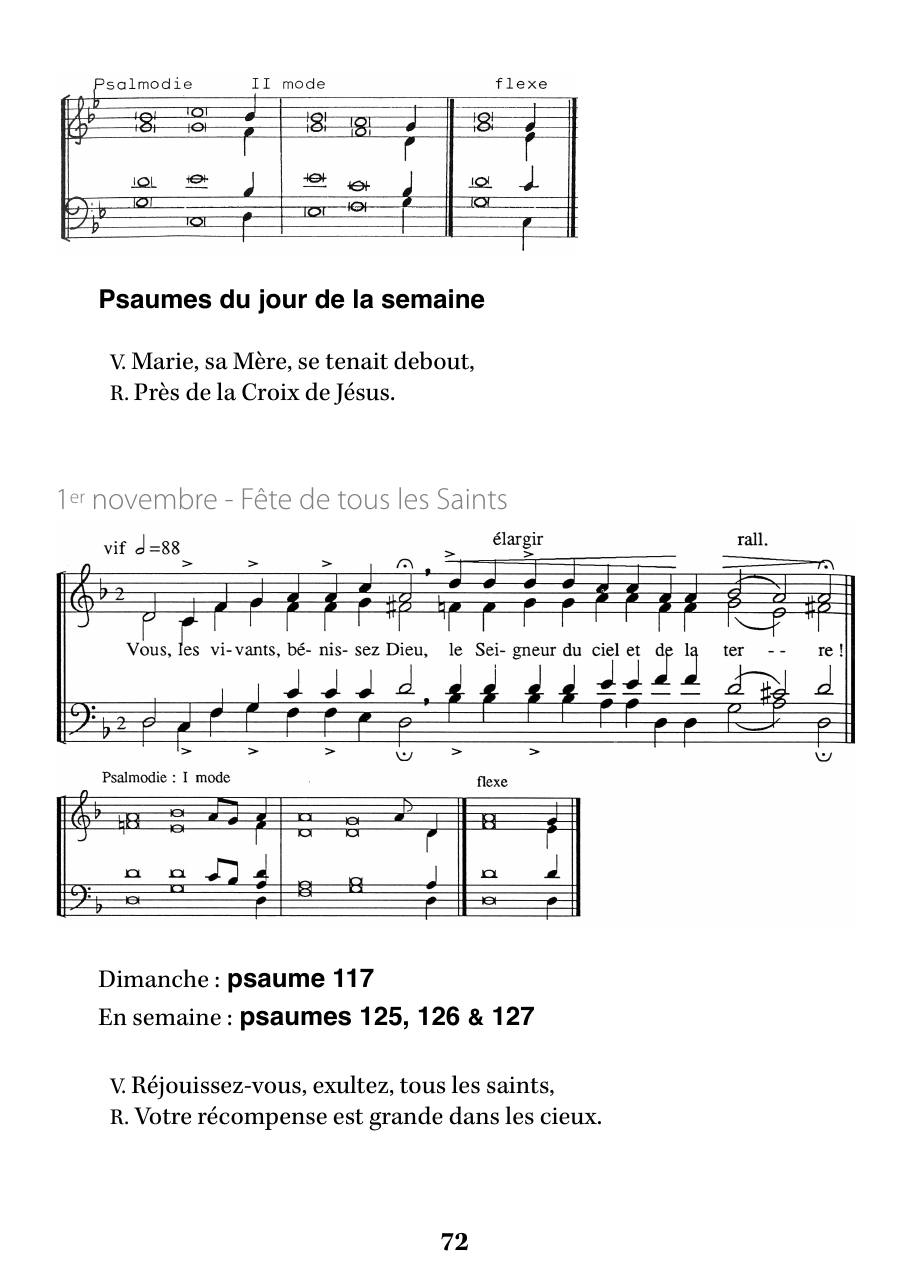 Psalmodie II mode flexe
Psaumes du jour de la semaine
V. Marie, sa Mère, se tenait debout,
R. Près de la Croix de Jésus.
1er novembre - Fête de tous les Saints
vif 𝅗𝅥=88 élargir rall.
2
Vous, les vi-vants, bé- nis- sez Dieu, le Sei- gneur du ciel et de la ter -- re !
2
Psalmodie : I mode flexe
Dimanche : psaume 117
En semaine : psaumes 125, 126 & 127
V. Réjouissez-vous, exultez, tous les saints,
R. Votre récompense est grande dans les cieux.
72